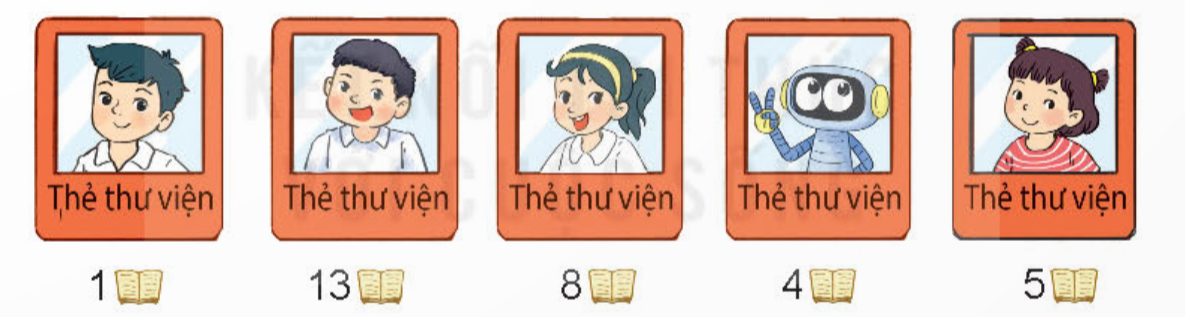 Thẻ thư viện Thẻ thư viện Thẻ thư viện Thẻ thư viện Thẻ thư viện
1 13 8 4 5